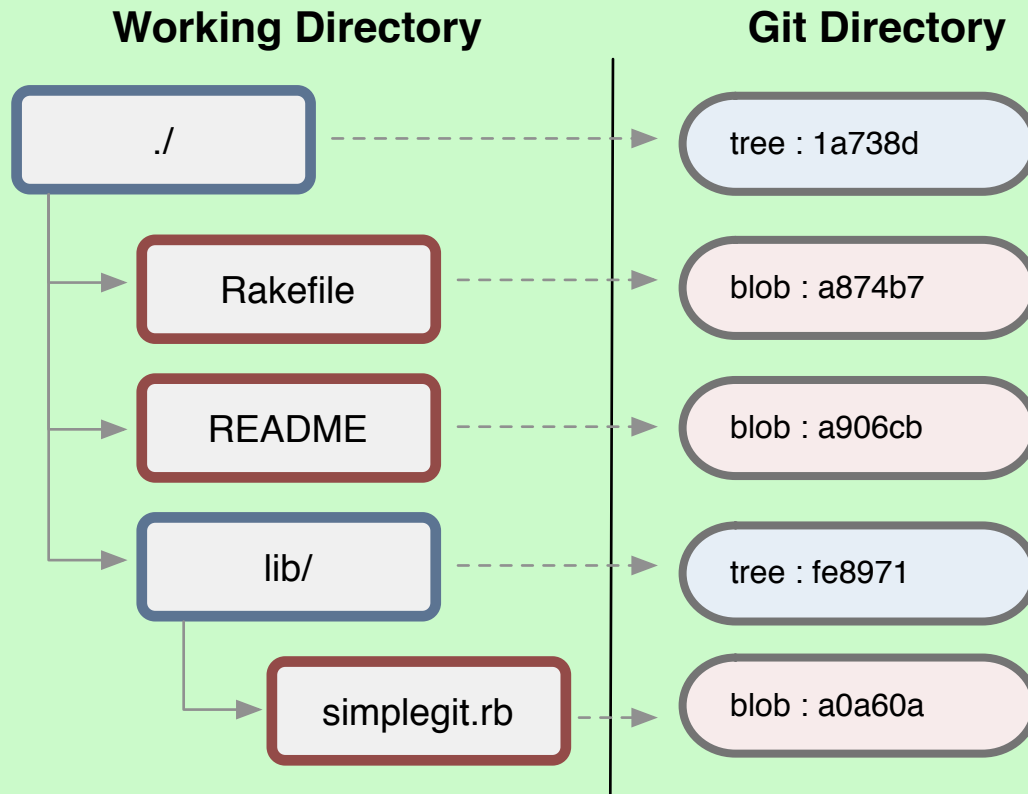 Working Directory
Git Directory
./
tree : 1a738d
Rakefile
blob : a874b7
README
blob : a906cb
lib/
tree : fe8971
simplegit.rb
blob : a0a60a